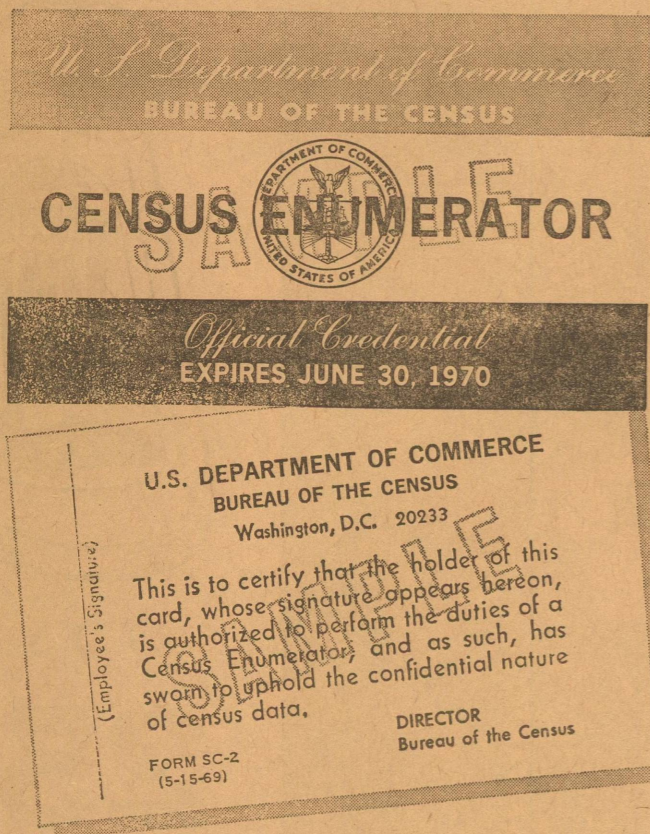 U. S. Department of Commerce
BUREAU OF THE CENSUS
DEPARTMENT OF COMMERCE
UNITED STATES OF AMERICA
CENSUS ENUMERATOR
SAMPLE
Official Credential
EXPIRES JUNE 30, 1970
U.S. DEPARTMENT OF COMMERCE
BUREAU OF THE CENSUS
Washington, D.C. 20233
This is to certify that the holder of this
card, whose signature appears hereon,
is authorized to perform the duties of a
Census Enumerator, and as such, has
sworn to uphold the confidential nature
of census data.
SAMPLE
(Employee's Signature)
DIRECTOR
Bureau of the Census
FORM SC-2
(5-15-69)